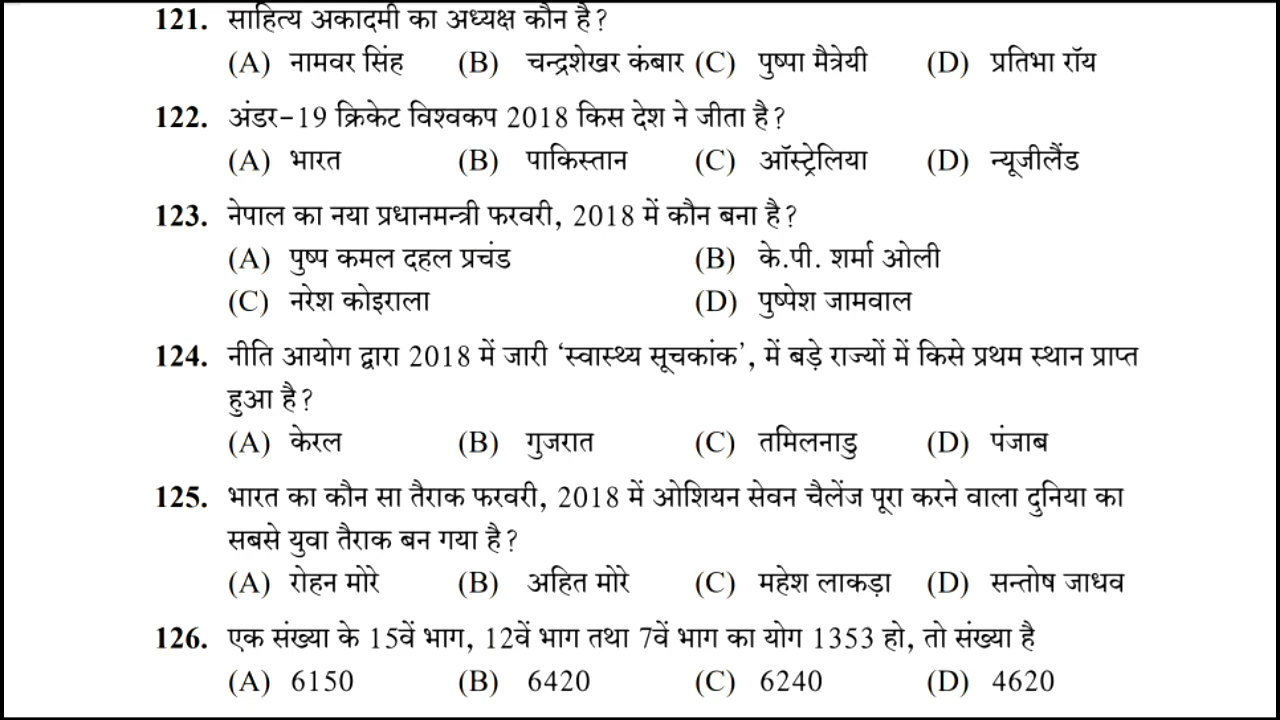 121. साहित्य अकादमी का अध्यक्ष कौन है?
(A) नामवर सिंह (B) चन्द्रशेखर कंबार (C) पुष्पा मैत्रेयी (D) प्रतिभा रॉय
122. अंडर-19 क्रिकेट विश्वकप 2018 किस देश ने जीता है?
(A) भारत (B) पाकिस्तान (C) ऑस्ट्रेलिया (D) न्यूजीलैंड
123. नेपाल का नया प्रधानमन्त्री फरवरी, 2018 में कौन बना है?
(A) पुष्प कमल दहल प्रचंड (B) के.पी. शर्मा ओली
(C) नरेश कोइराला (D) पुष्पेश जामवाल
124. नीति आयोग द्वारा 2018 में जारी ‘स्वास्थ्य सूचकांक’, में बड़े राज्यों में किसे प्रथम स्थान प्राप्त
हुआ है?
(A) केरल (B) गुजरात (C) तमिलनाडु (D) पंजाब
125. भारत का कौन सा तैराक फरवरी, 2018 में ओशियन सेवन चैलेंज पूरा करने वाला दुनिया का
सबसे युवा तैराक बन गया है?
(A) रोहन मोरे (B) अहित मोरे (C) महेश लाकड़ा (D) सन्तोष जाधव
126. एक संख्या के 15वें भाग, 12वें भाग तथा 7वें भाग का योग 1353 हो, तो संख्या है
(A) 6150 (B) 6420 (C) 6240 (D) 4620